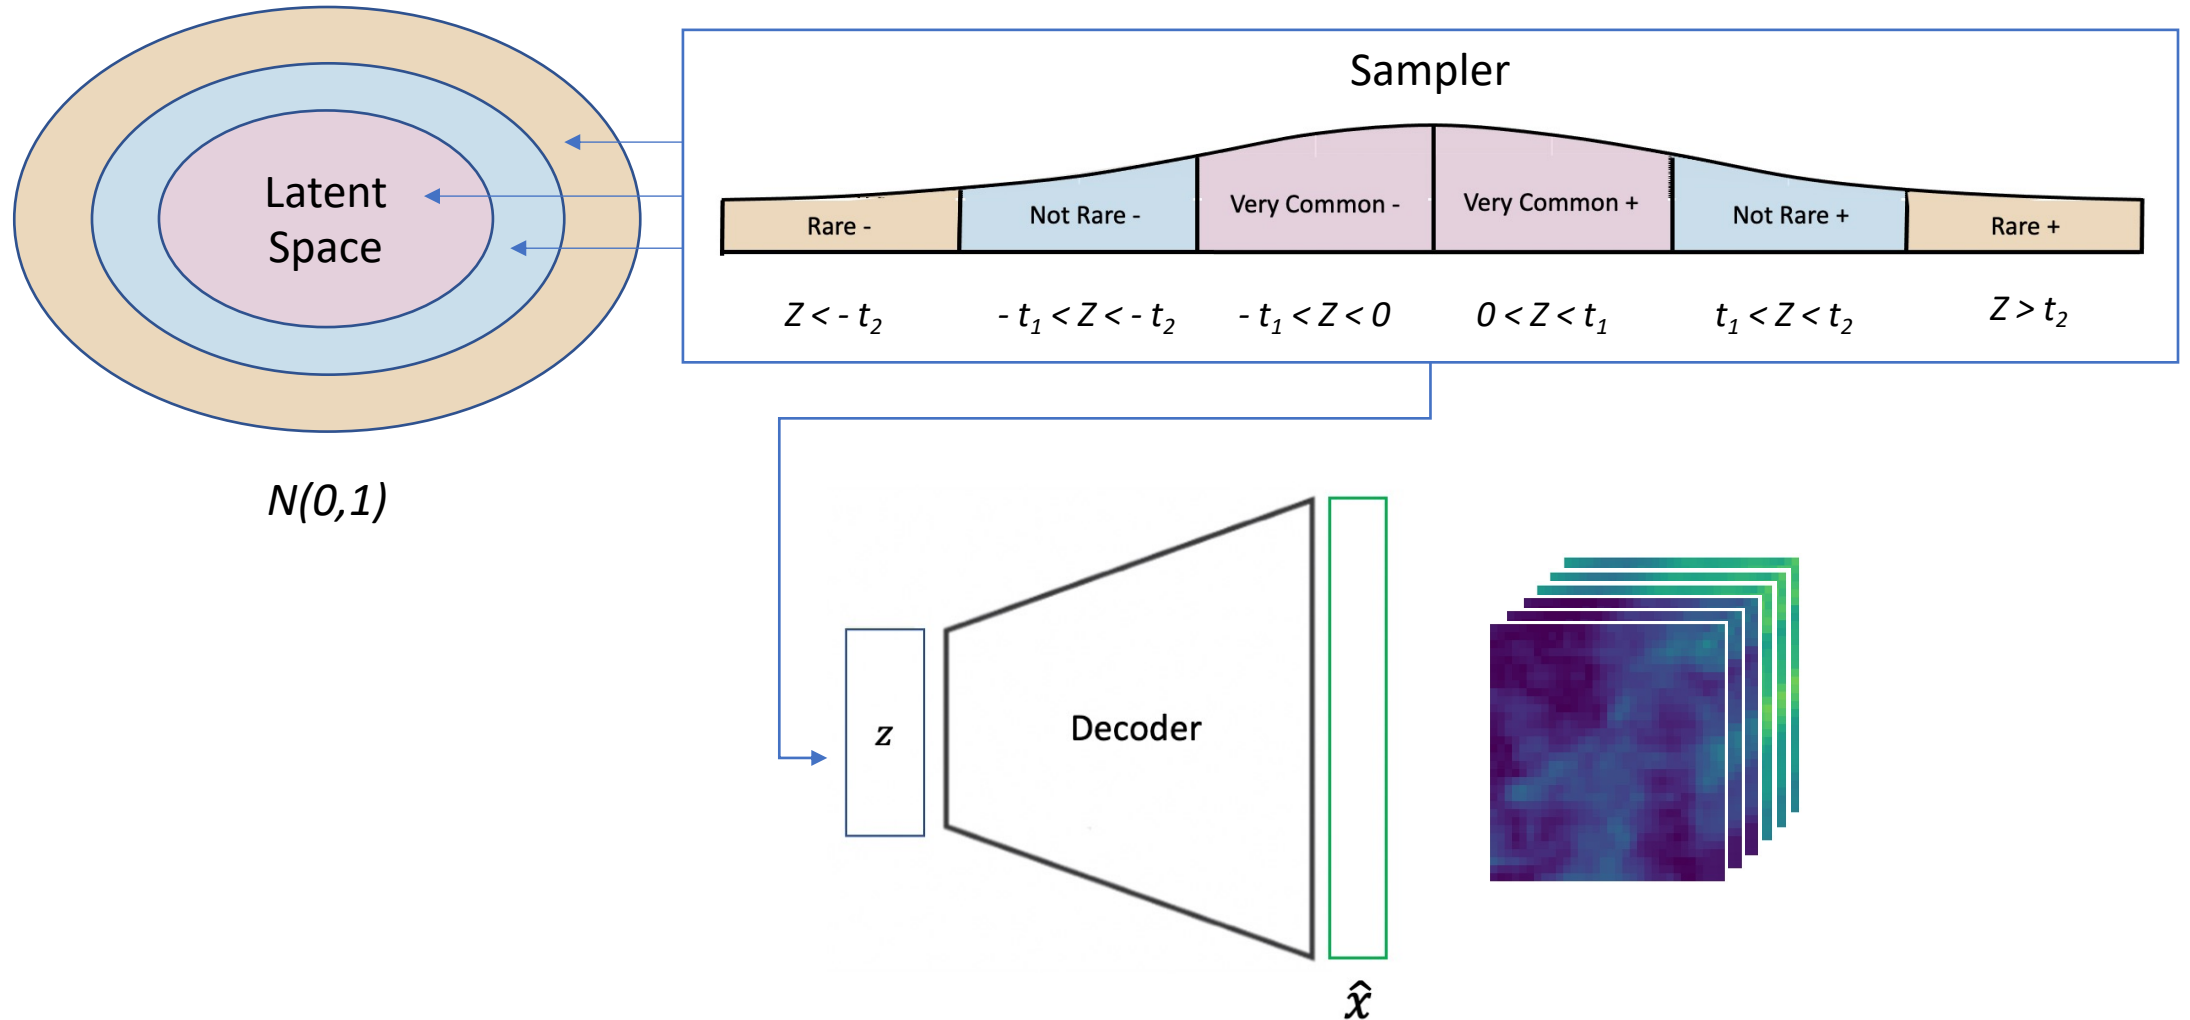 Sampler
Latent
Space
Rare -
Not Rare -
Very Common -
Very Common +
Not Rare +
Rare +
Z < - t₂
- t₁ < Z < - t₂
- t₁ < Z < 0
0 < Z < t₁
t₁ < Z < t₂
Z > t₂
N(0,1)
z
Decoder
x̂